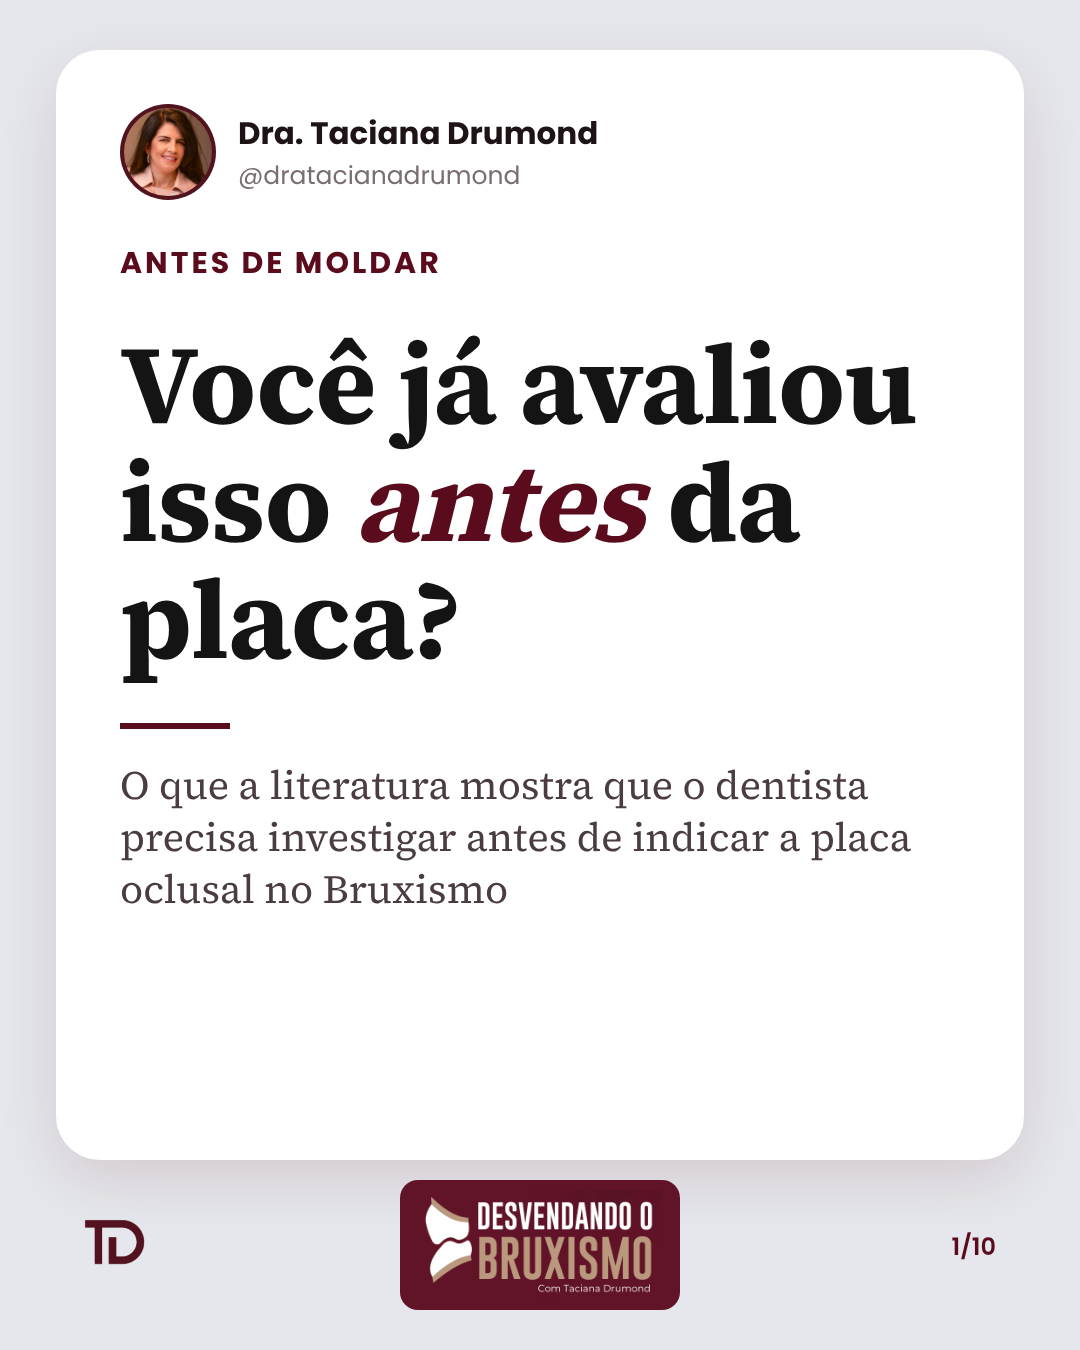 Dra. Taciana Drumond
@dratacianadrumond
ANTES DE MOLDAR
Você já avaliou
isso antes da
placa?
O que a literatura mostra que o dentista
precisa investigar antes de indicar a placa
oclusal no Bruxismo
TD
DESVENDANDO O
BRUXISMO
Com Taciana Drumond
1/10